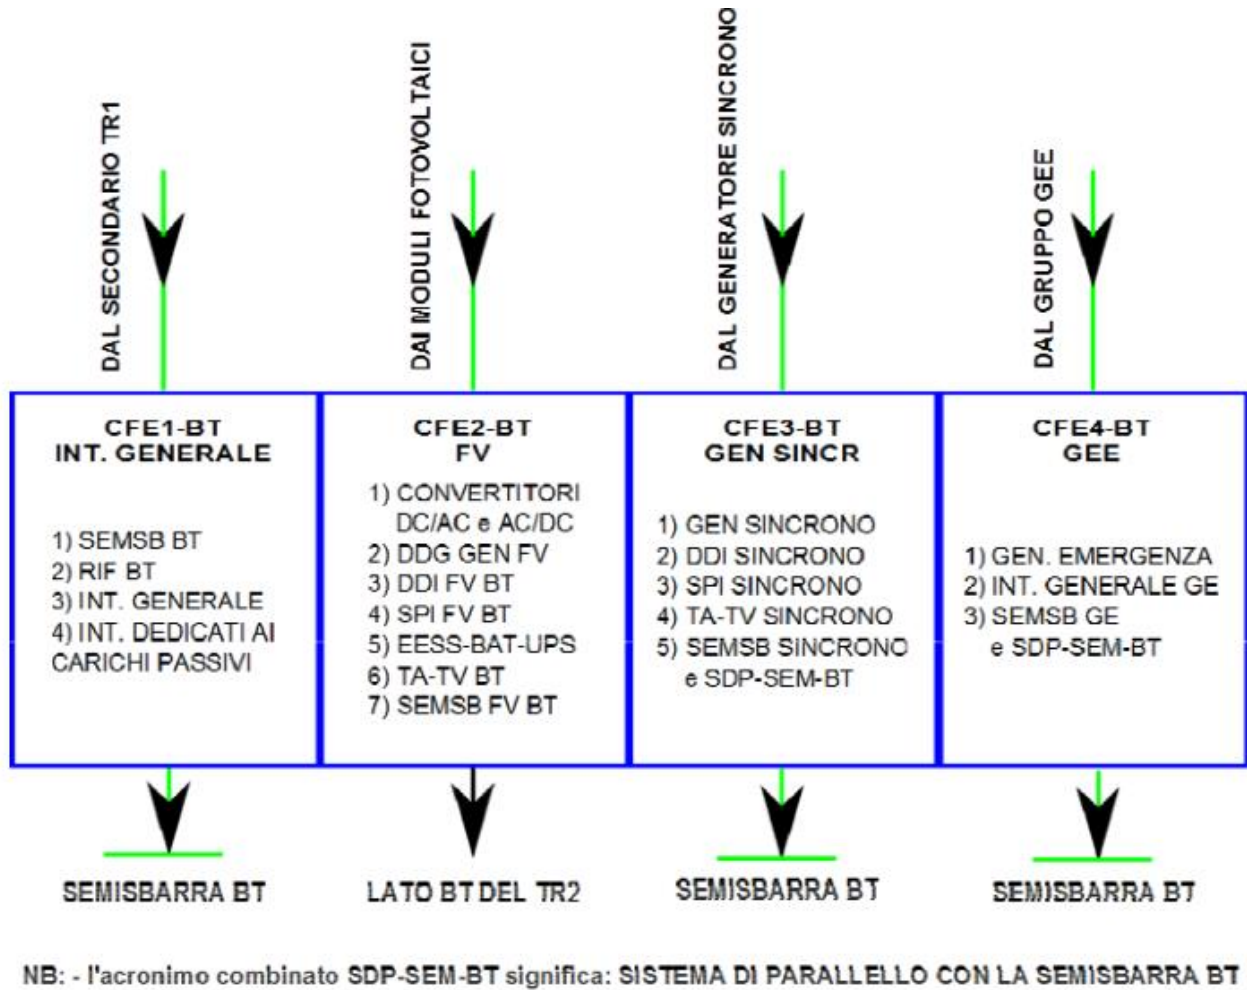 DAL SECONDARIO TR1
DAI MODULI FOTOVOLTAICI
DAL GENERATORE SINCRONO
DAL GRUPPO GEE
CFE1-BT
INT. GENERALE
1) SEMSB BT
2) RIF BT
3) INT. GENERALE
4) INT. DEDICATI AI
CARICHI PASSIVI
CFE2-BT
FV
1) CONVERTITORI
DC/AC e AC/DC
2) DDG GEN FV
3) DDI FV BT
4) SPI FV BT
5) EESS-BAT-UPS
6) TA-TV BT
7) SEMSB FV BT
CFE3-BT
GEN SINCR
1) GEN SINCRONO
2) DDI SINCRONO
3) SPI SINCRONO
4) TA-TV SINCRONO
5) SEMSB SINCRONO
e SDP-SEM-BT
CFE4-BT
GEE
1) GEN. EMERGENZA
2) INT. GENERALE GE
3) SEMSB GE
e SDP-SEM-BT
SEMISBARRA BT
LATO BT DEL TR2
SEMISBARRA BT
SEMISBARRA BT
NB: - l'acronimo combinato SDP-SEM-BT significa: SISTEMA DI PARALLELLO CON LA SEMISBARRA BT